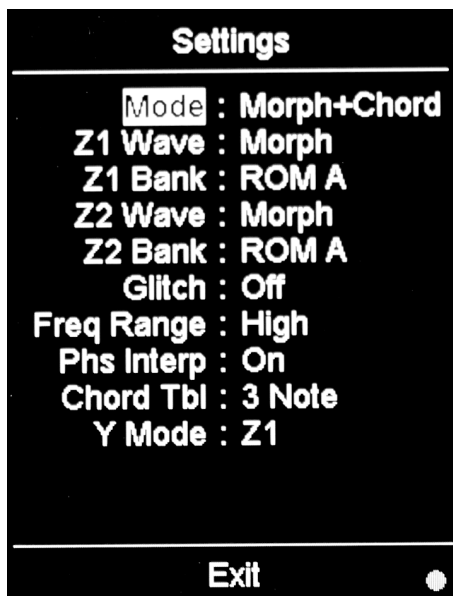 Settings
Mode : Morph+Chord
Z1 Wave : Morph
Z1 Bank : ROM A
Z2 Wave : Morph
Z2 Bank : ROM A
Glitch : Off
Freq Range : High
Phs Interp : On
Chord Tbl : 3 Note
Y Mode : Z1
Exit